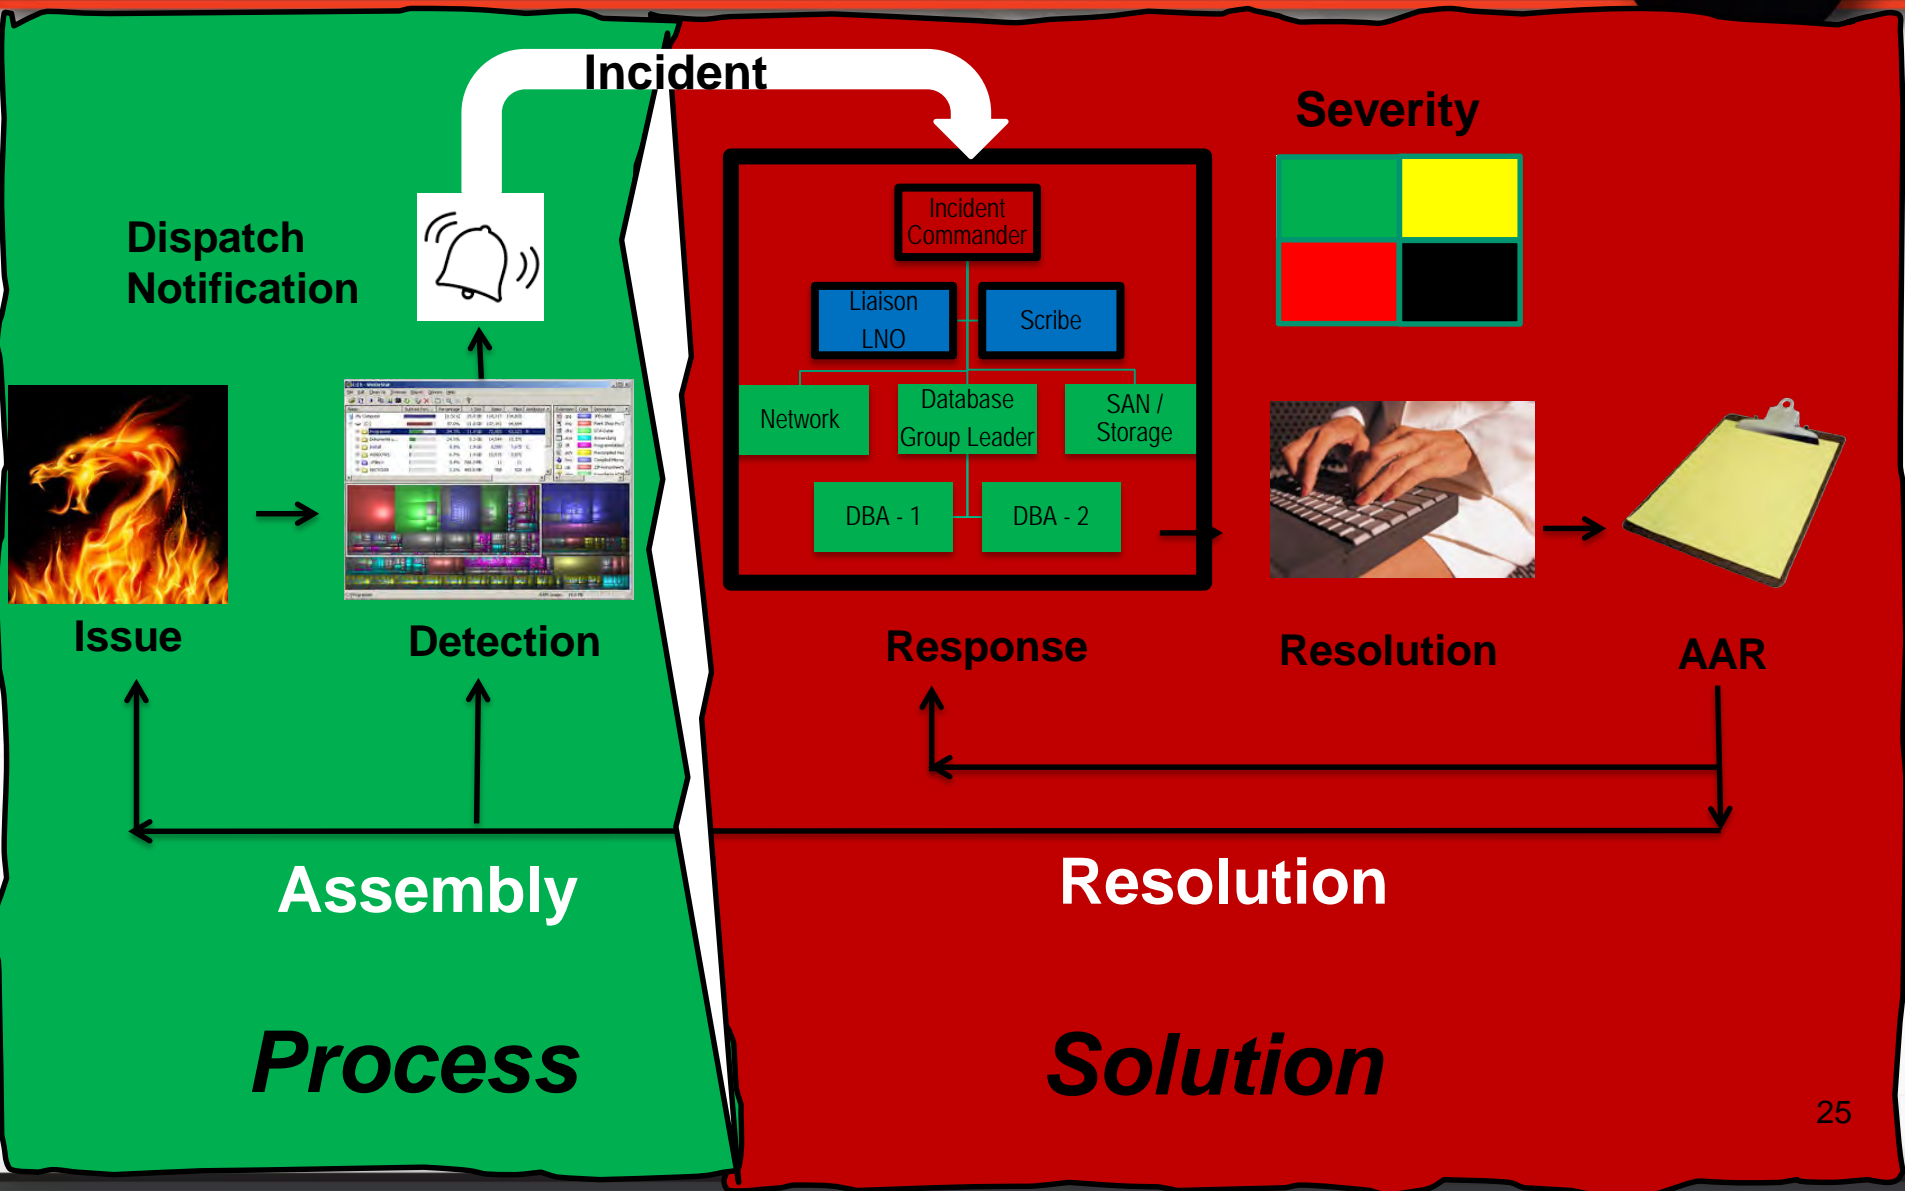 Incident
Severity
Dispatch
Notification
Incident
Commander
Liaison
LNO
Scribe
Network
Database
Group Leader
SAN /
Storage
DBA - 1
DBA - 2
Issue
Detection
Response
Resolution
AAR
Assembly
Resolution
Process
Solution
25